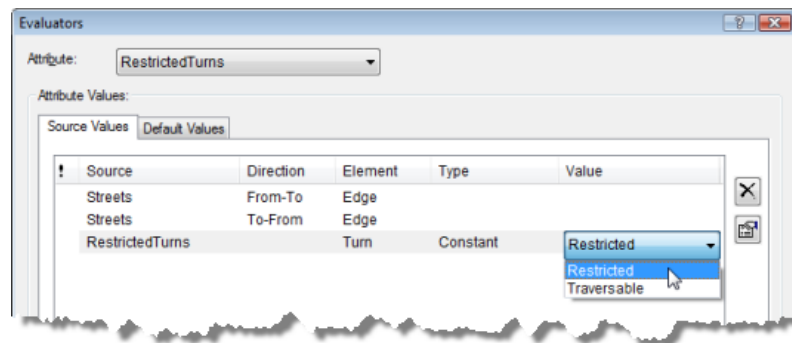 Evaluators
Attribute: RestrictedTurns
Attribute Values:
Source Values Default Values
! Source Direction Element Type Value
Streets From-To Edge
Streets To-From Edge
RestrictedTurns Turn Constant Restricted
Restricted
Traversable